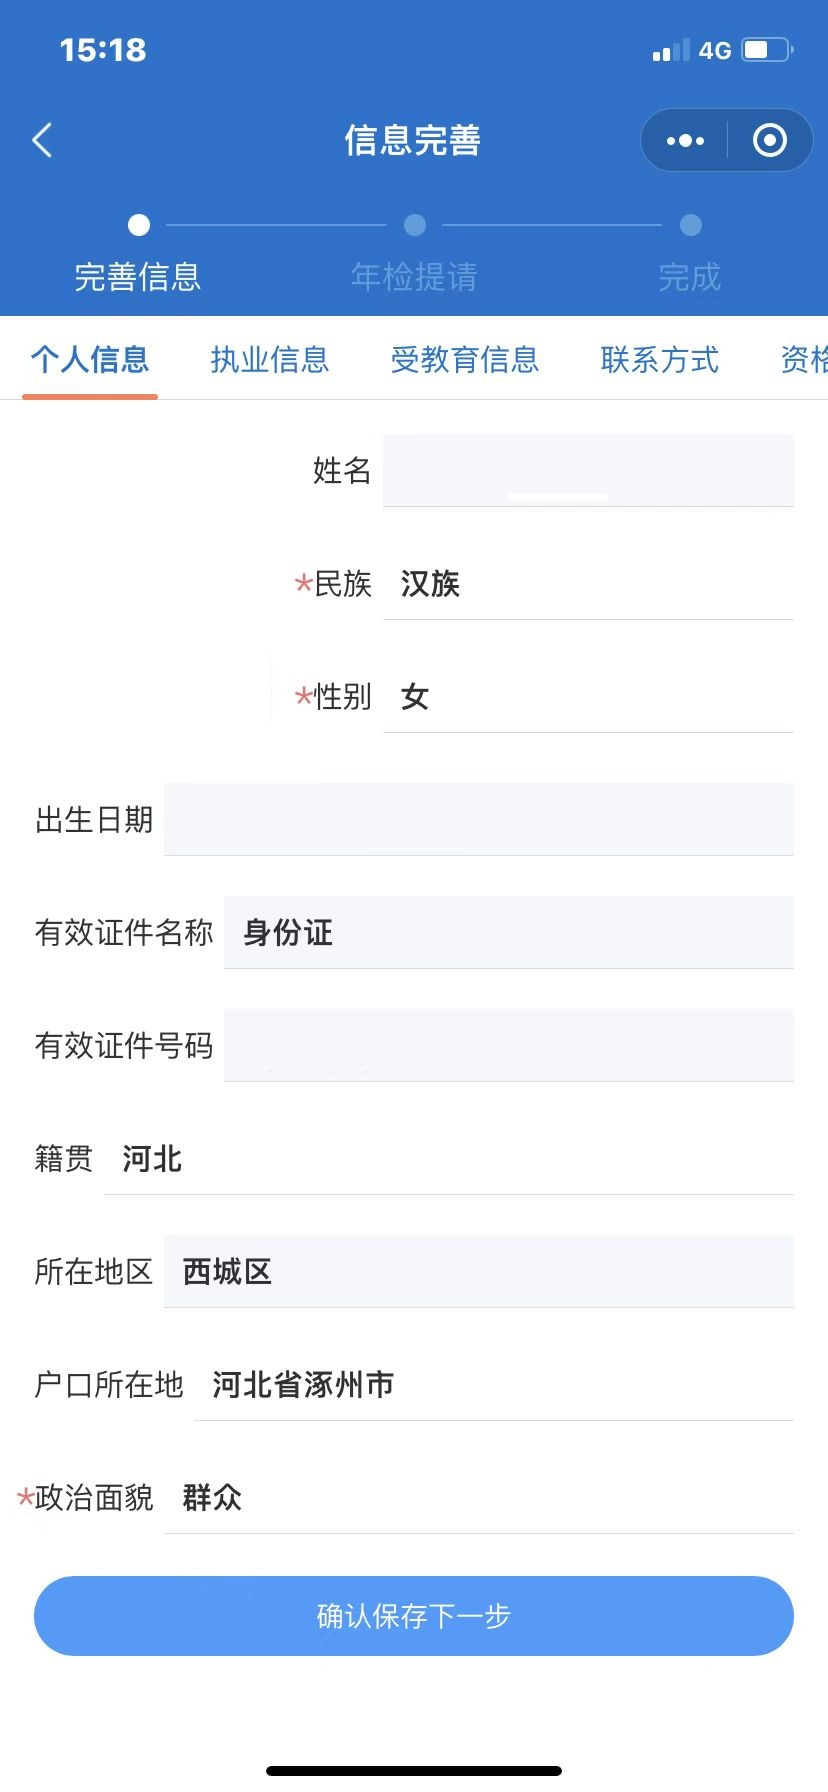 15:18
4G
信息完善
完善信息 年检提请 完成
个人信息 执业信息 受教育信息 联系方式 资格
姓名
*民族 汉族
*性别 女
出生日期
有效证件名称 身份证
有效证件号码
籍贯 河北
所在地区 西城区
户口所在地 河北省涿州市
*政治面貌 群众
确认保存下一步